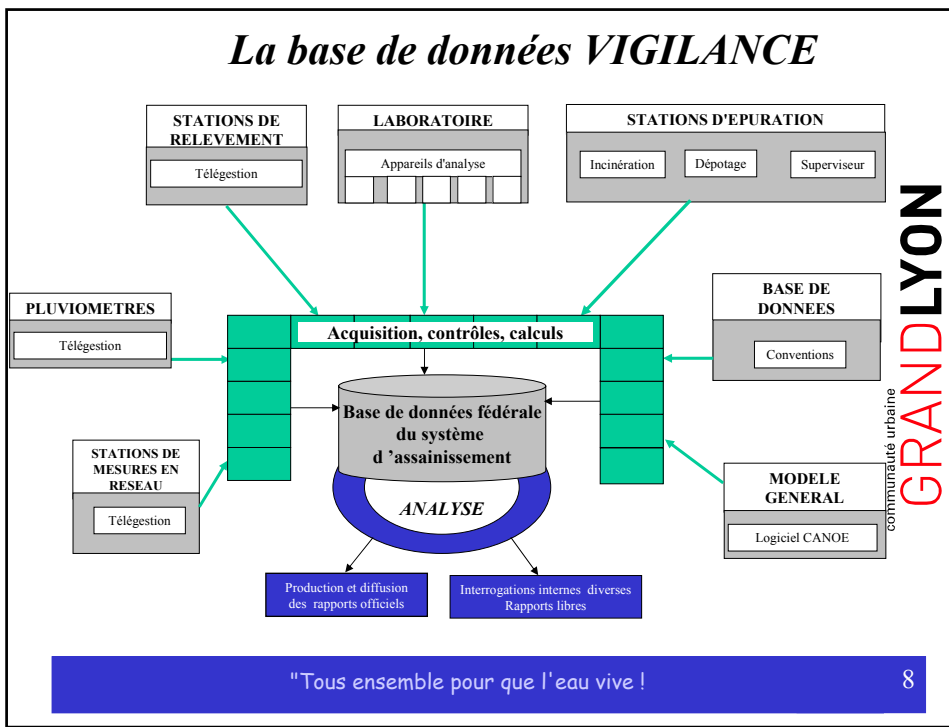 La base de données VIGILANCE
STATIONS DE
RELEVEMENT
Télégestion
LABORATOIRE
Appareils d'analyse
STATIONS D'EPURATION
Incinération
Dépotage
Superviseur
PLUVIOMETRES
Télégestion
Acquisition, contrôles, calculs
BASE DE
DONNEES
Conventions
Base de données fédérale
du système
d ’assainissement
STATIONS DE
MESURES EN
RESEAU
Télégestion
ANALYSE
MODELE
GENERAL
Logiciel CANOE
Production et diffusion
des rapports officiels
Interrogations internes diverses
Rapports libres
communauté urbaine
GRANDLYON
"Tous ensemble pour que l'eau vive !
8